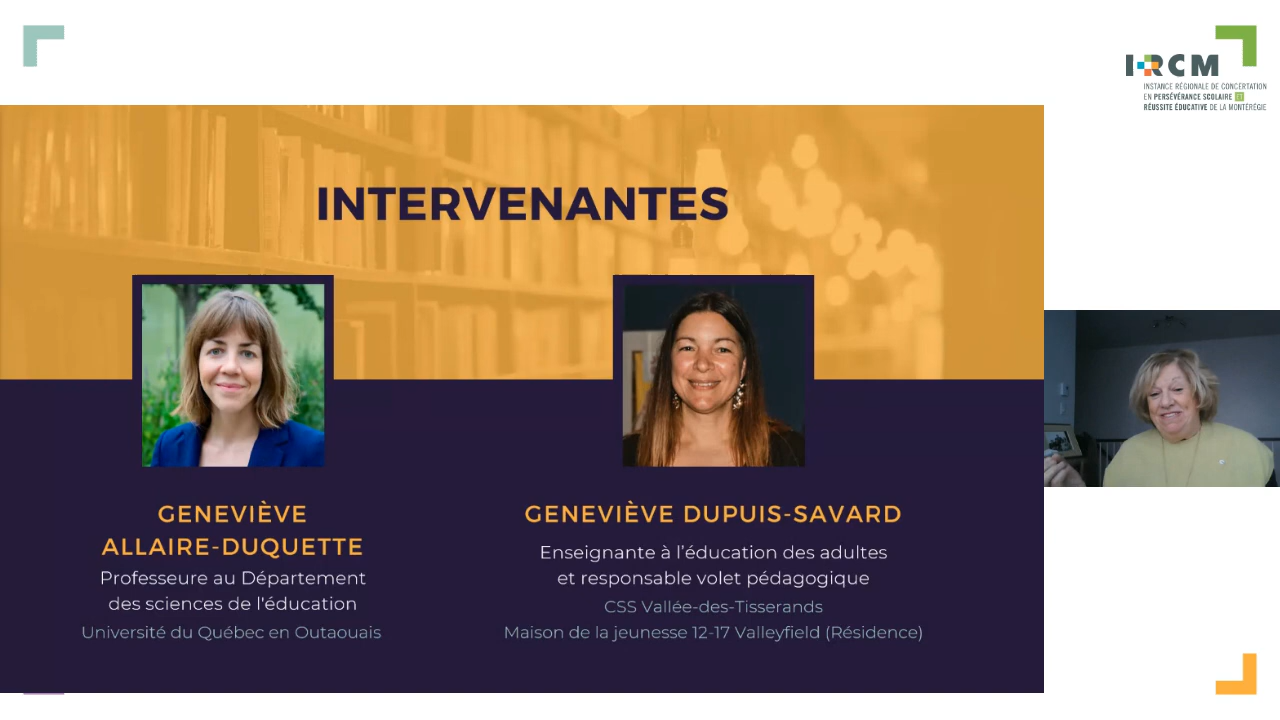 IRCM
INSTANCE RÉGIONALE DE CONCERTATION
EN PERSÉVÉRANCE SCOLAIRE ET
RÉUSSITE ÉDUCATIVE DE LA MONTÉRÉGIE
INTERVENANTES
GENEVIÈVE
ALLAIRE-DUQUETTE
Professeure au Département
des sciences de l'éducation
Université du Québec en Outaouais
GENEVIÈVE DUPUIS-SAVARD
Enseignante à l’éducation des adultes
et responsable volet pédagogique
CSS Vallée-des-Tisserands
Maison de la jeunesse 12-17 Valleyfield (Résidence)